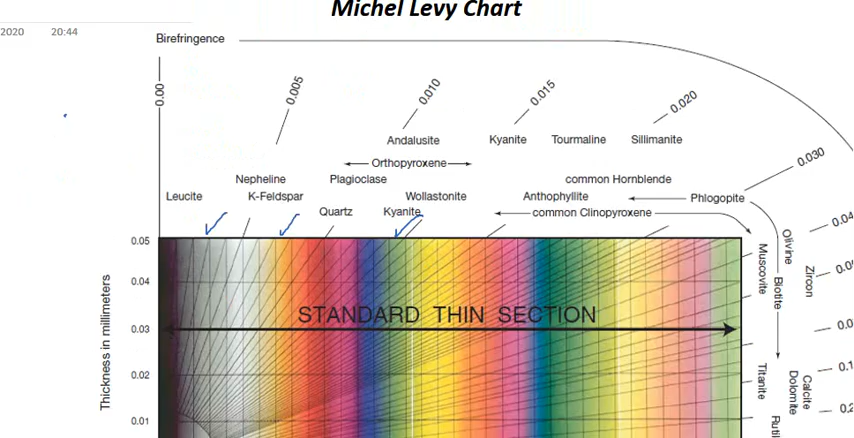 Michel Levy Chart
2020 20:44
Birefringence
0.00
0.005
0.010
0.015
0.020
0.030
Andalusite Kyanite Tourmaline Sillimanite
Orthopyroxene
Nepheline Plagioclase common Hornblende
Leucite K-Feldspar Wollastonite Anthophyllite Phlogopite
Quartz Kyanite common Clinopyroxene
0.05
0.04
0.03
0.02
0.01
Thickness in millimeters
STANDARD THIN SECTION
Muscovite
Olivine
Biotite
Zircon
Titanite
Calcite
Dolomite